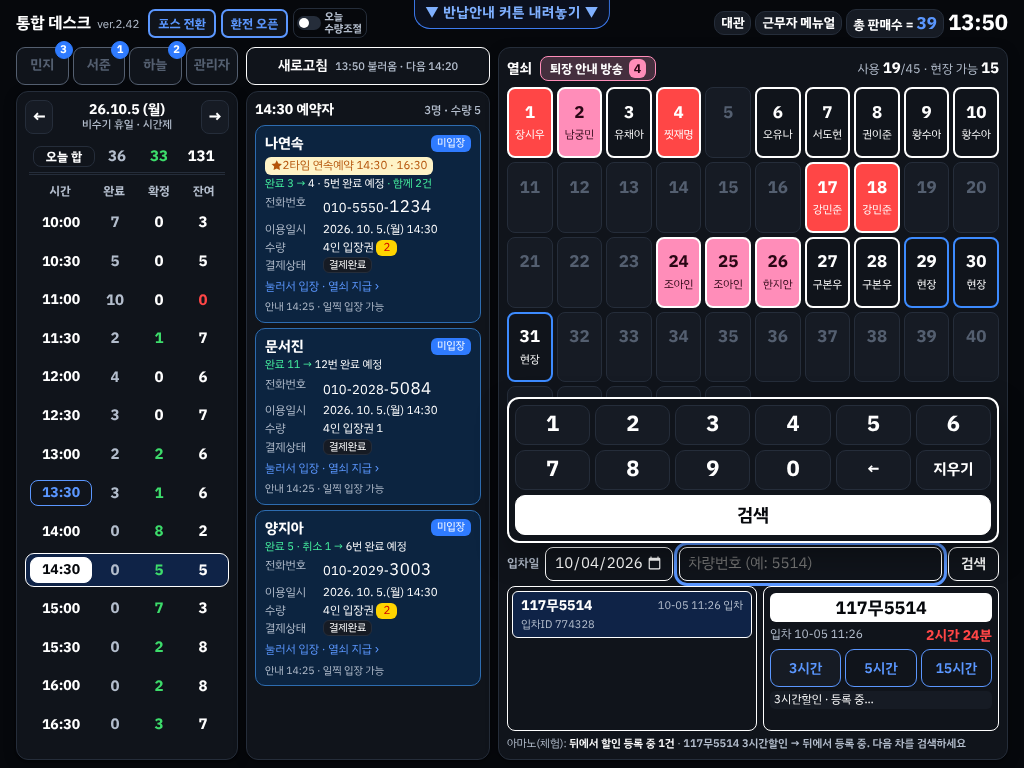 통합 데스크 ver.2.42 포스 전환 환전 오픈 오늘 수량조절 ▼ 반납안내 커튼 내려놓기 ▼ 대관 근무자 메뉴얼 총 판매수 = 39 13:50
민지 3 서준 1 하늘 2 관리자
← 26.10.5 (월) →
비수기 휴일 · 시간제
오늘 합 36 33 131
시간 완료 확정 잔여
10:00 7 0 3
10:30 5 0 5
11:00 10 0 0
11:30 2 1 7
12:00 4 0 6
12:30 3 0 7
13:00 2 2 6
13:30 3 1 6
14:00 0 8 2
14:30 0 5 5
15:00 0 7 3
15:30 0 2 8
16:00 0 2 8
16:30 0 3 7
새로고침 13:50 불러옴 · 다음 14:20
14:30 예약자 3명 · 수량 5
나연속 미입장
★2타임 연속예약 14:30 · 16:30
완료 3 → 4 · 5번 완료 예정 · 함께 2건
전화번호 010-5550-1234
이용일시 2026. 10. 5.(월) 14:30
수량 4인 입장권 2
결제상태 결제완료
눌러서 입장 · 열쇠 지급 ›
안내 14:25 · 일찍 입장 가능
문서진 미입장
완료 11 → 12번 완료 예정
전화번호 010-2028-5084
이용일시 2026. 10. 5.(월) 14:30
수량 4인 입장권 1
결제상태 결제완료
눌러서 입장 · 열쇠 지급 ›
안내 14:25 · 일찍 입장 가능
양지아 미입장
완료 5 · 취소 1 → 6번 완료 예정
전화번호 010-2029-3003
이용일시 2026. 10. 5.(월) 14:30
수량 4인 입장권 2
결제상태 결제완료
눌러서 입장 · 열쇠 지급 ›
안내 14:25 · 일찍 입장 가능
열쇠 퇴장 안내 방송 4 사용 19/45 · 현장 가능 15
1 2 3 4 5 6 7 8 9 10
장시우 남궁민 유채아 찟재명 오유나 서도현 권이준 황수아 황수아
11 12 13 14 15 16 17 18 19 20
강민준 강민준
21 22 23 24 25 26 27 28 29 30
조아인 조아인 한지안 구본우 구본우 현장 현장
31 32 33 34 35 36 37 38 39 40
현장
1 2 3 4 5 6
7 8 9 0 ← 지우기
검색
입차일 10/04/2026 차량번호 (예: 5514) 검색
117무5514 10-05 11:26 입차
입차ID 774328
117무5514
입차 10-05 11:26 2시간 24분
3시간 5시간 15시간
3시간할인 · 등록 중...
아마노(체험): 뒤에서 할인 등록 중 1건 · 117무5514 3시간할인 → 뒤에서 등록 중. 다음 차를 검색하세요